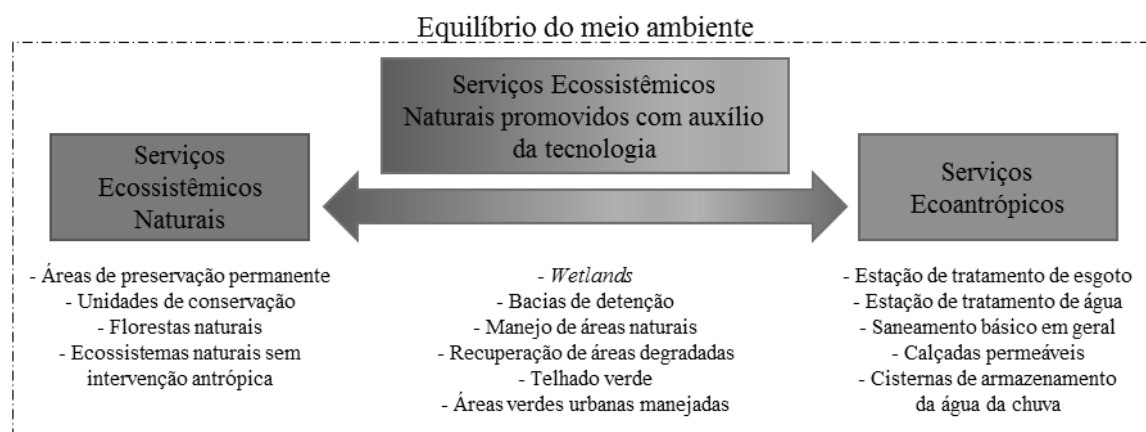 Equilíbrio do meio ambiente
Serviços Ecossistêmicos
Naturais promovidos com auxílio
da tecnologia
Serviços
Ecossistêmicos
Naturais
Serviços
Ecoantrópicos
- Áreas de preservação permanente
- Unidades de conservação
- Florestas naturais
- Ecossistemas naturais sem
intervenção antrópica
- Wetlands
- Bacias de detenção
- Manejo de áreas naturais
- Recuperação de áreas degradadas
- Telhado verde
- Áreas verdes urbanas manejadas
- Estação de tratamento de esgoto
- Estação de tratamento de água
- Saneamento básico em geral
- Calçadas permeáveis
- Cisternas de armazenamento
da água da chuva